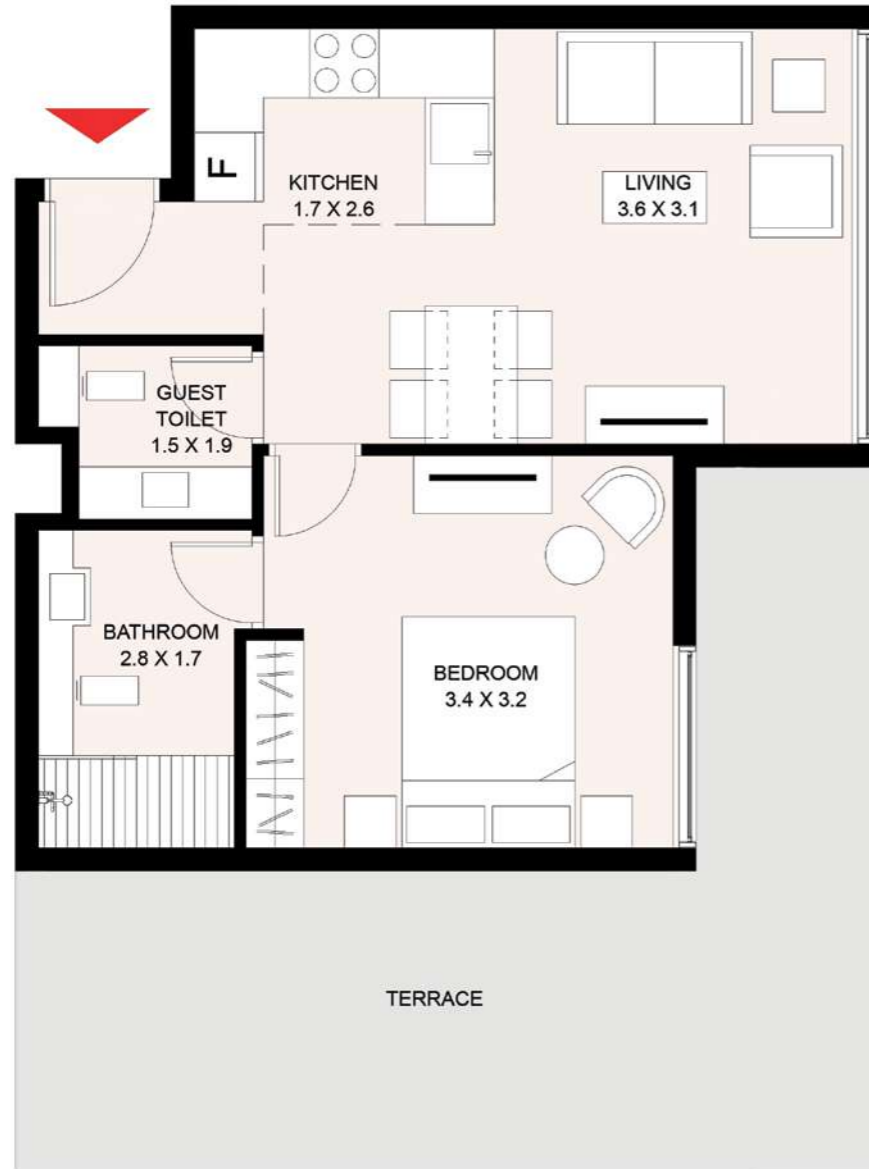 F
KITCHEN
1.7 X 2.6
LIVING
3.6 X 3.1
GUEST
TOILET
1.5 X 1.9
BATHROOM
2.8 X 1.7
BEDROOM
3.4 X 3.2
TERRACE